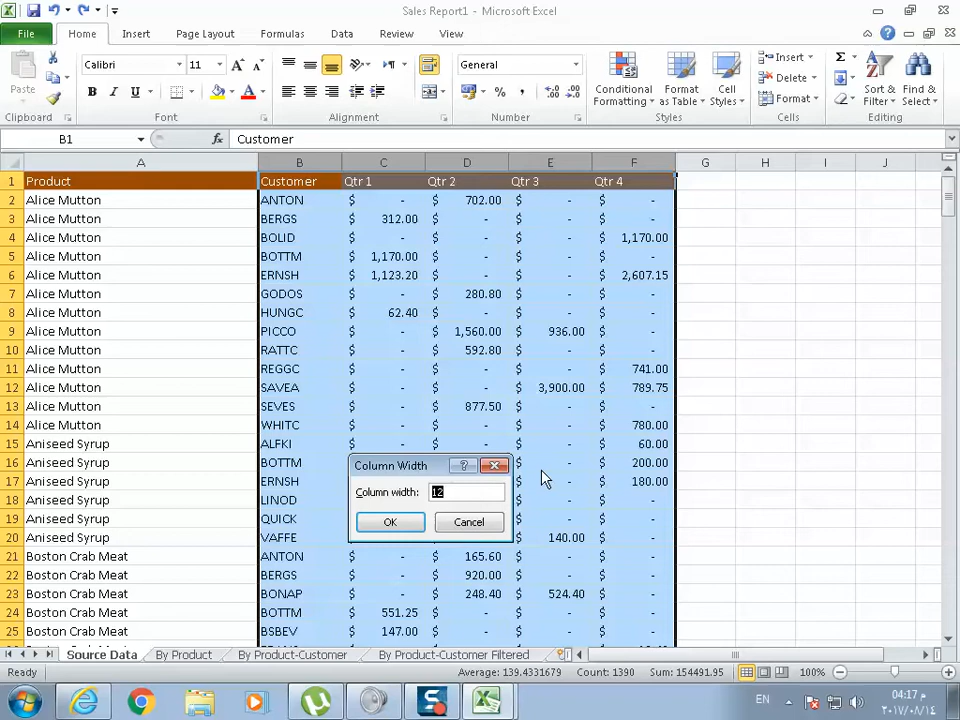 Sales Report1 - Microsoft Excel
File Home Insert Page Layout Formulas Data Review View
Paste Calibri 11 General Conditional Formatting Format as Table Cell Styles Insert Delete Format Sort & Filter Find & Select
Clipboard Font Alignment Number Styles Cells Editing
B1 fx Customer
A B C D E F G H I J
1 Product Customer Qtr 1 Qtr 2 Qtr 3 Qtr 4
2 Alice Mutton ANTON $ - $ 702.00 $ - $ -
3 Alice Mutton BERGS $ 312.00 $ - $ - $ -
4 Alice Mutton BOLID $ - $ - $ - $ 1,170.00
5 Alice Mutton BOTTM $ 1,170.00 $ - $ - $ -
6 Alice Mutton ERNSH $ 1,123.20 $ - $ - $ 2,607.15
7 Alice Mutton GODOS $ - $ 280.80 $ - $ -
8 Alice Mutton HUNGC $ 62.40 $ - $ - $ -
9 Alice Mutton PICCO $ - $ 1,560.00 $ 936.00 $ -
10 Alice Mutton RATTC $ - $ 592.80 $ - $ -
11 Alice Mutton REGGC $ - $ - $ - $ 741.00
12 Alice Mutton SAVEA $ - $ - $ 3,900.00 $ 789.75
13 Alice Mutton SEVES $ - $ 877.50 $ - $ -
14 Alice Mutton WHITC $ - $ - $ - $ 780.00
15 Aniseed Syrup ALFKI $ - $ - $ - $ 60.00
16 Aniseed Syrup BOTTM $ - $ 200.00
17 Aniseed Syrup ERNSH $ - $ 180.00
18 Aniseed Syrup LINOD $ - $ -
19 Aniseed Syrup QUICK $ - $ -
20 Aniseed Syrup VAFFE $ 140.00 $ -
21 Boston Crab Meat ANTON $ - $ 165.60 $ - $ -
22 Boston Crab Meat BERGS $ - $ 920.00 $ - $ -
23 Boston Crab Meat BONAP $ - $ 248.40 $ 524.40 $ -
24 Boston Crab Meat BOTTM $ 551.25 $ - $ - $ -
25 Boston Crab Meat BSBEV $ 147.00 $ - $ - $ -
Column Width
Column width: 12
OK Cancel
Source Data By Product By Product-Customer By Product-Customer Filtered
Ready Average: 139.4331679 Count: 1390 Sum: 154491.95 100%
EN 04:17 م
٢٠١٧/٠٨/١٤